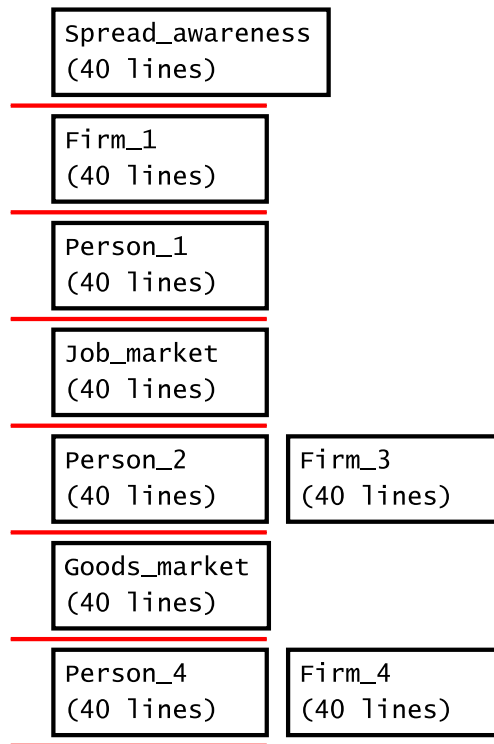 Spread_awareness
(40 lines)
Firm_1
(40 lines)
Person_1
(40 lines)
Job_market
(40 lines)
Person_2
(40 lines)
Firm_3
(40 lines)
Goods_market
(40 lines)
Person_4
(40 lines)
Firm_4
(40 lines)